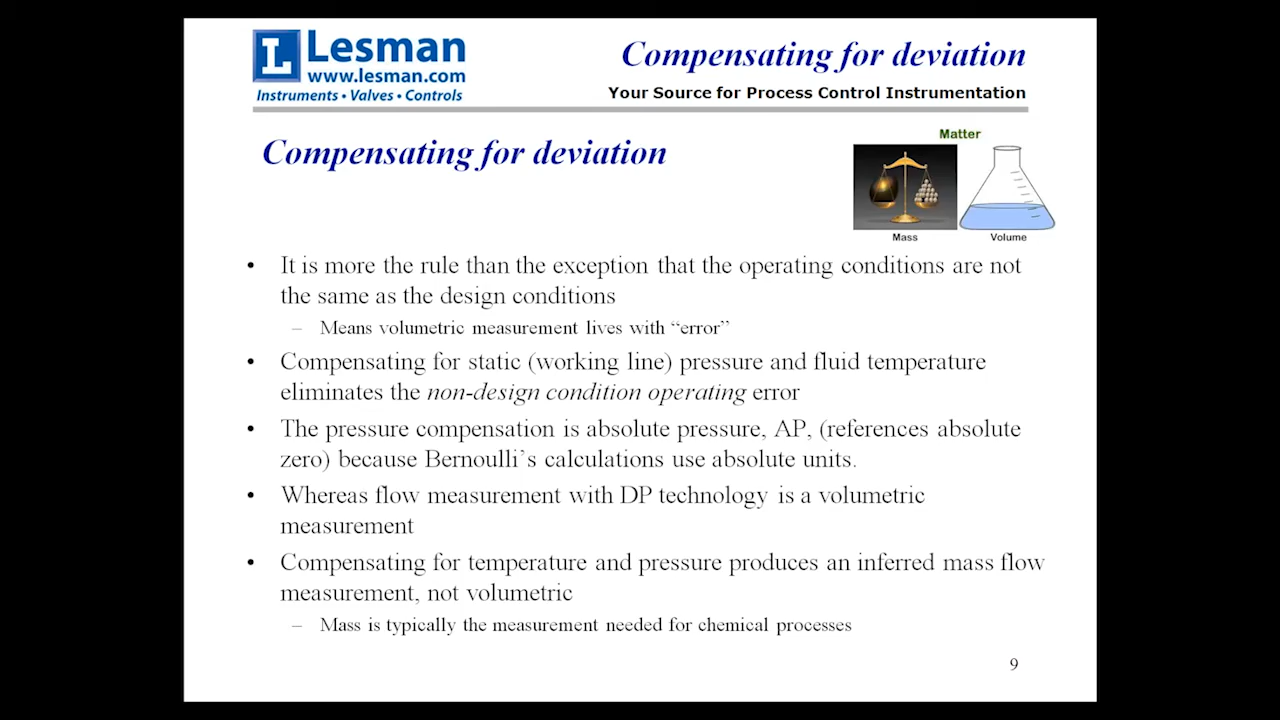 L Lesman
www.lesman.com
Instruments • Valves • Controls
Compensating for deviation
Your Source for Process Control Instrumentation
Compensating for deviation
Matter
Mass
Volume
• It is more the rule than the exception that the operating conditions are not
the same as the design conditions
– Means volumetric measurement lives with “error”
• Compensating for static (working line) pressure and fluid temperature
eliminates the non-design condition operating error
• The pressure compensation is absolute pressure, AP, (references absolute
zero) because Bernoulli’s calculations use absolute units.
• Whereas flow measurement with DP technology is a volumetric
measurement
• Compensating for temperature and pressure produces an inferred mass flow
measurement, not volumetric
– Mass is typically the measurement needed for chemical processes
9